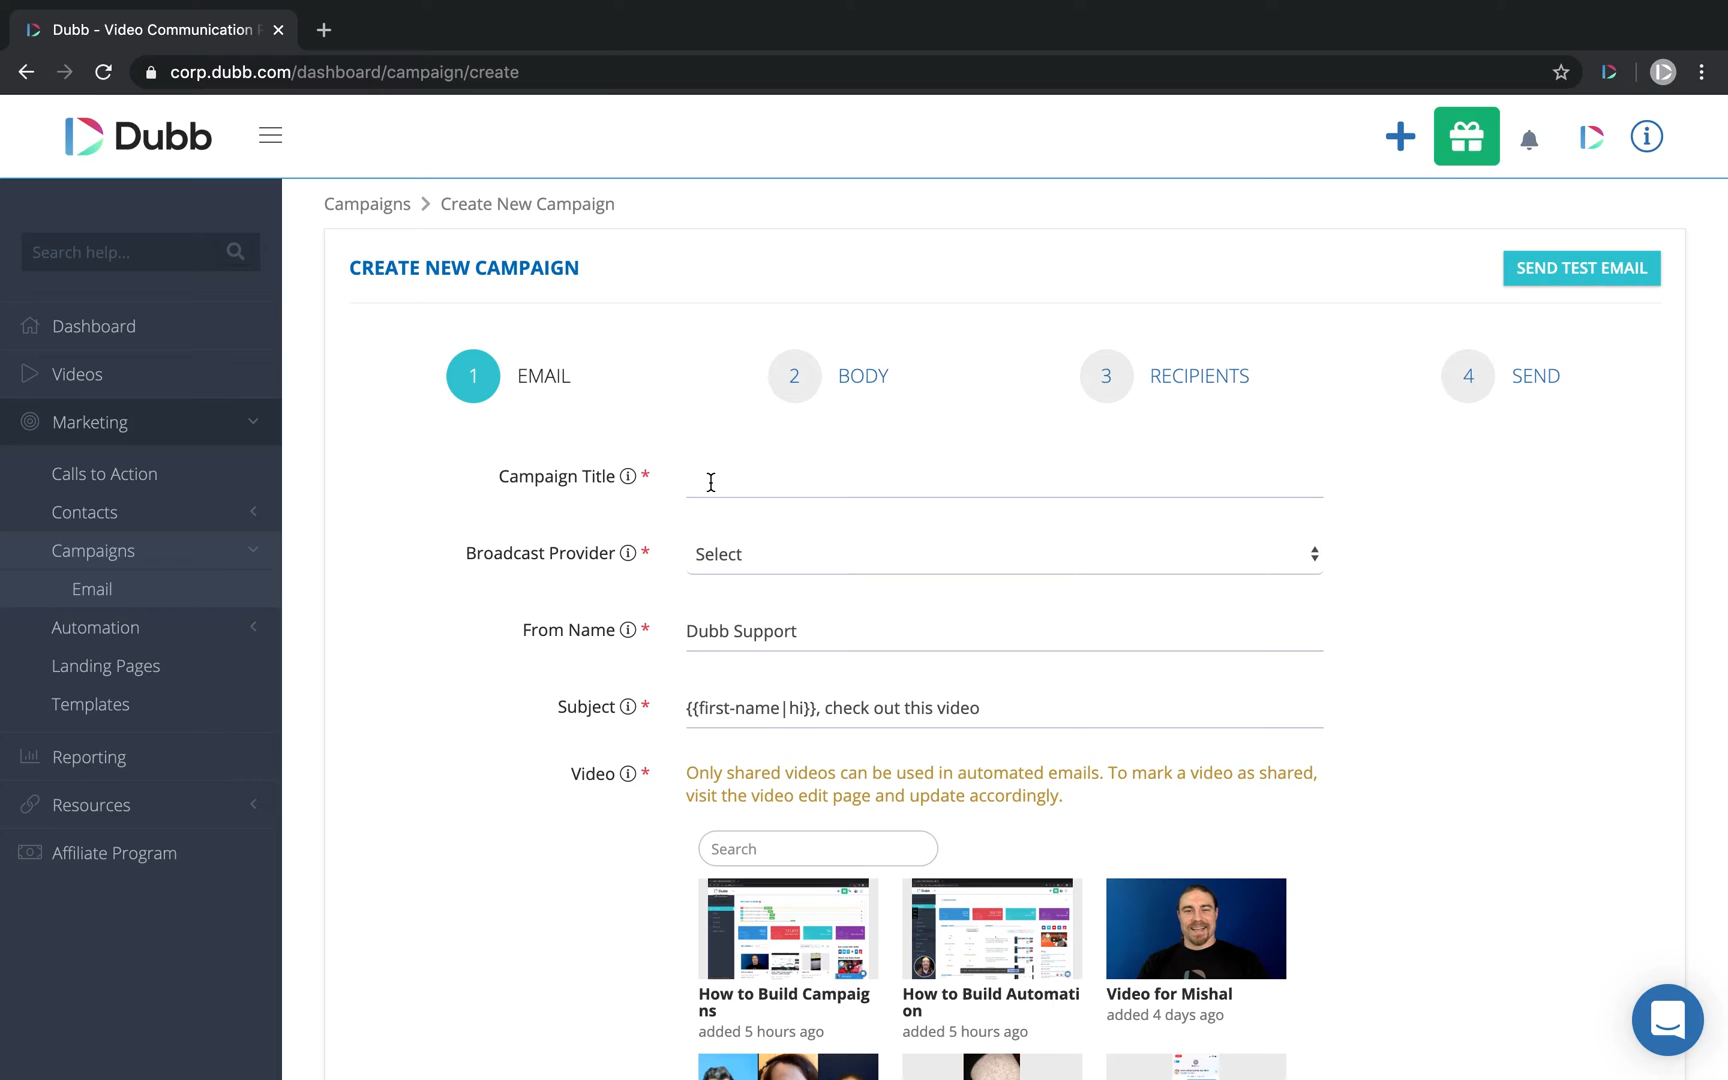 Dubb - Video Communication P
corp.dubb.com/dashboard/campaign/create
Dubb
Search help...
Dashboard
Videos
Marketing
Calls to Action
Contacts
Campaigns
Email
Automation
Landing Pages
Templates
Reporting
Resources
Affiliate Program
Campaigns > Create New Campaign
CREATE NEW CAMPAIGN
SEND TEST EMAIL
1 EMAIL
2 BODY
3 RECIPIENTS
4 SEND
Campaign Title *
Broadcast Provider * Select
From Name * Dubb Support
Subject * {{first-name|hi}}, check out this video
Video * Only shared videos can be used in automated emails. To mark a video as shared,
visit the video edit page and update accordingly.
Search
How to Build Campaig
ns
added 5 hours ago
How to Build Automati
on
added 5 hours ago
Video for Mishal
added 4 days ago